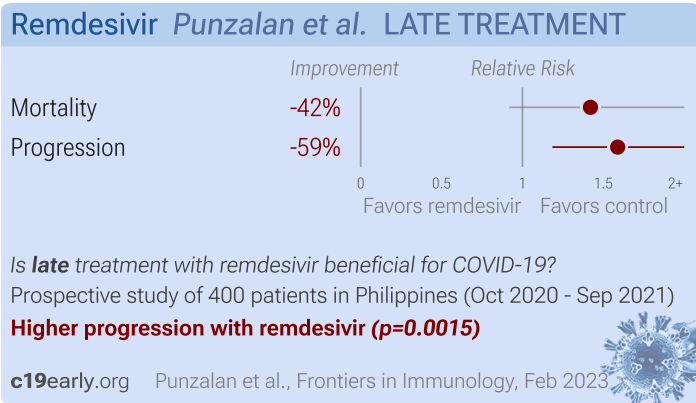 Remdesivir Punzalan et al. LATE TREATMENT
Improvement Relative Risk
Mortality -42%
Progression -59%
0 0.5 1 1.5 2+
Favors remdesivir Favors control
Is late treatment with remdesivir beneficial for COVID-19?
Prospective study of 400 patients in Philippines (Oct 2020 - Sep 2021)
Higher progression with remdesivir (p=0.0015)
c19early.org Punzalan et al., Frontiers in Immunology, Feb 2023